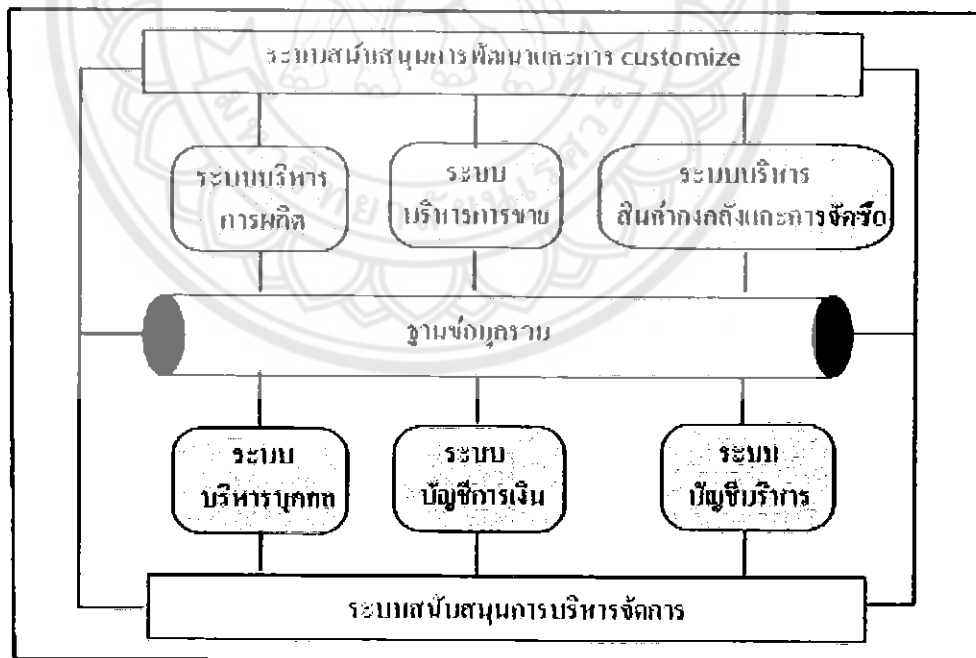 ระบบสนับสนุนการพัฒนาและการ customize
ระบบบริหาร
การผลิต
ระบบ
บริหารการขาย
ระบบบริหาร
สินค้าคงคลังและการจัดซื้อ
ฐานข้อมูลรวม
ระบบ
บริหารบุคคล
ระบบ
บัญชีการเงิน
ระบบ
บัญชีบริหาร
ระบบสนับสนุนการบริหารจัดการ